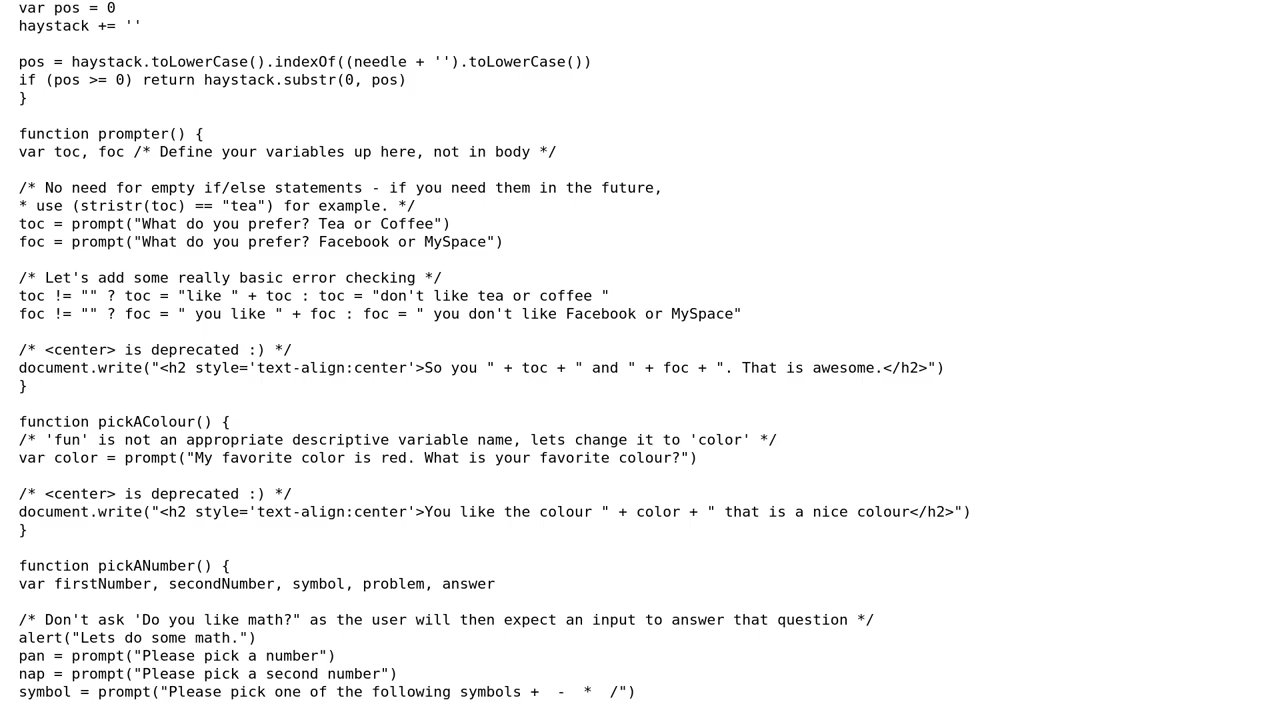 var pos = 0
haystack += ''
pos = haystack.toLowerCase().indexOf((needle + '').toLowerCase())
if (pos >= 0) return haystack.substr(0, pos)
}
function prompter() {
var toc, foc /* Define your variables up here, not in body */
/* No need for empty if/else statements - if you need them in the future,
* use (stristr(toc) == "tea") for example. */
toc = prompt("What do you prefer? Tea or Coffee")
foc = prompt("What do you prefer? Facebook or MySpace")
/* Let's add some really basic error checking */
toc != "" ? toc = "like " + toc : toc = "don't like tea or coffee "
foc != "" ? foc = " you like " + foc : foc = " you don't like Facebook or MySpace"
/* <center> is deprecated :) */
document.write("<h2 style='text-align:center'>So you " + toc + " and " + foc + ". That is awesome.</h2>")
}
function pickAColour() {
/* 'fun' is not an appropriate descriptive variable name, lets change it to 'color' */
var color = prompt("My favorite color is red. What is your favorite colour?")
/* <center> is deprecated :) */
document.write("<h2 style='text-align:center'>You like the colour " + color + " that is a nice colour</h2>")
}
function pickANumber() {
var firstNumber, secondNumber, symbol, problem, answer
/* Don't ask 'Do you like math?" as the user will then expect an input to answer that question */
alert("Lets do some math.")
pan = prompt("Please pick a number")
nap = prompt("Please pick a second number")
symbol = prompt("Please pick one of the following symbols +  -  *  /")